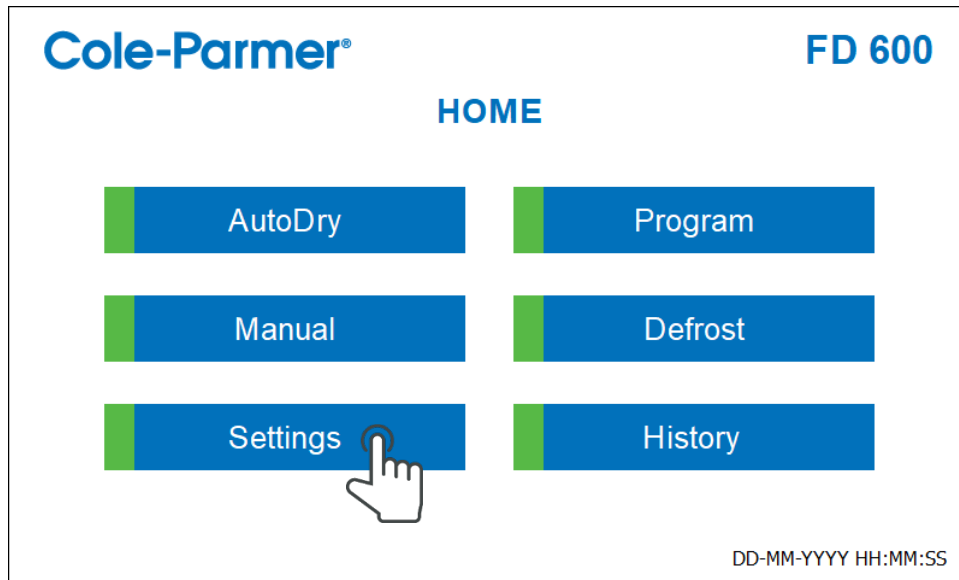 Cole-Parmer®
FD 600
HOME
AutoDry
Program
Manual
Defrost
Settings
History
DD-MM-YYYY HH:MM:SS